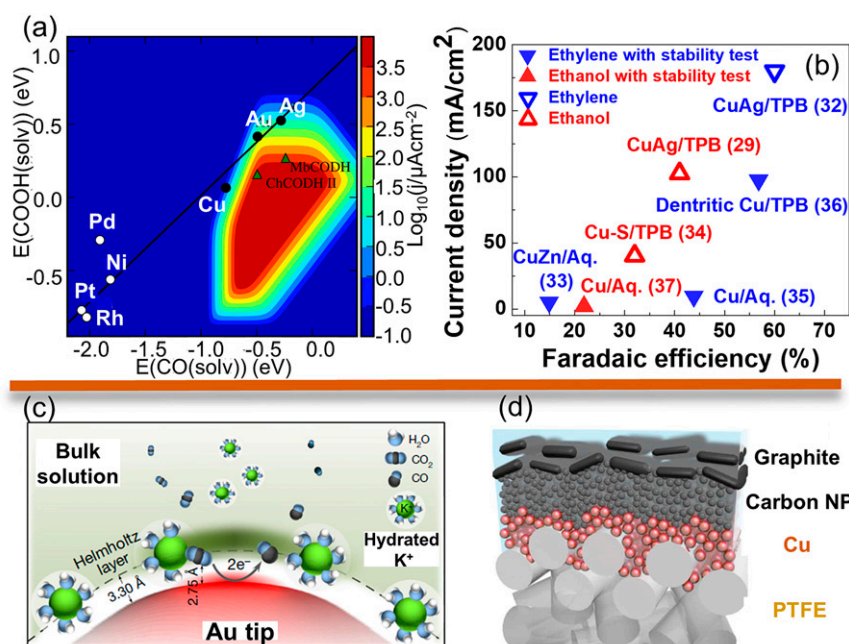 (a)
E(COOH(solv)) (eV)
1.0
0.5
0.0
-0.5
Ag
Au
MbCODH
ChCODH II
Cu
Pd
Ni
Pt
Rh
-2.0 -1.5 -1.0 -0.5 0.0
E(CO(solv)) (eV)
3.5
3.0
2.5
2.0
1.5
1.0
0.5
0.0
-0.5
-1.0
Log10(j/μAcm-2)
(b)
Current density (mA/cm2)
200
150
100
50
0
Ethylene with stability test
Ethanol with stability test
Ethylene
Ethanol
CuAg/TPB (32)
CuAg/TPB (29)
Dentritic Cu/TPB (36)
Cu-S/TPB (34)
CuZn/Aq.
(33)
Cu/Aq. (37)
Cu/Aq. (35)
10 20 30 40 50 60 70
Faradaic efficiency (%)
(c)
Bulk
solution
H2O
CO2
CO
K+
Hydrated
K+
Helmholtz
layer
3.30 Å
2.75 Å
2e−
Au tip
(d)
Graphite
Carbon NP
Cu
PTFE